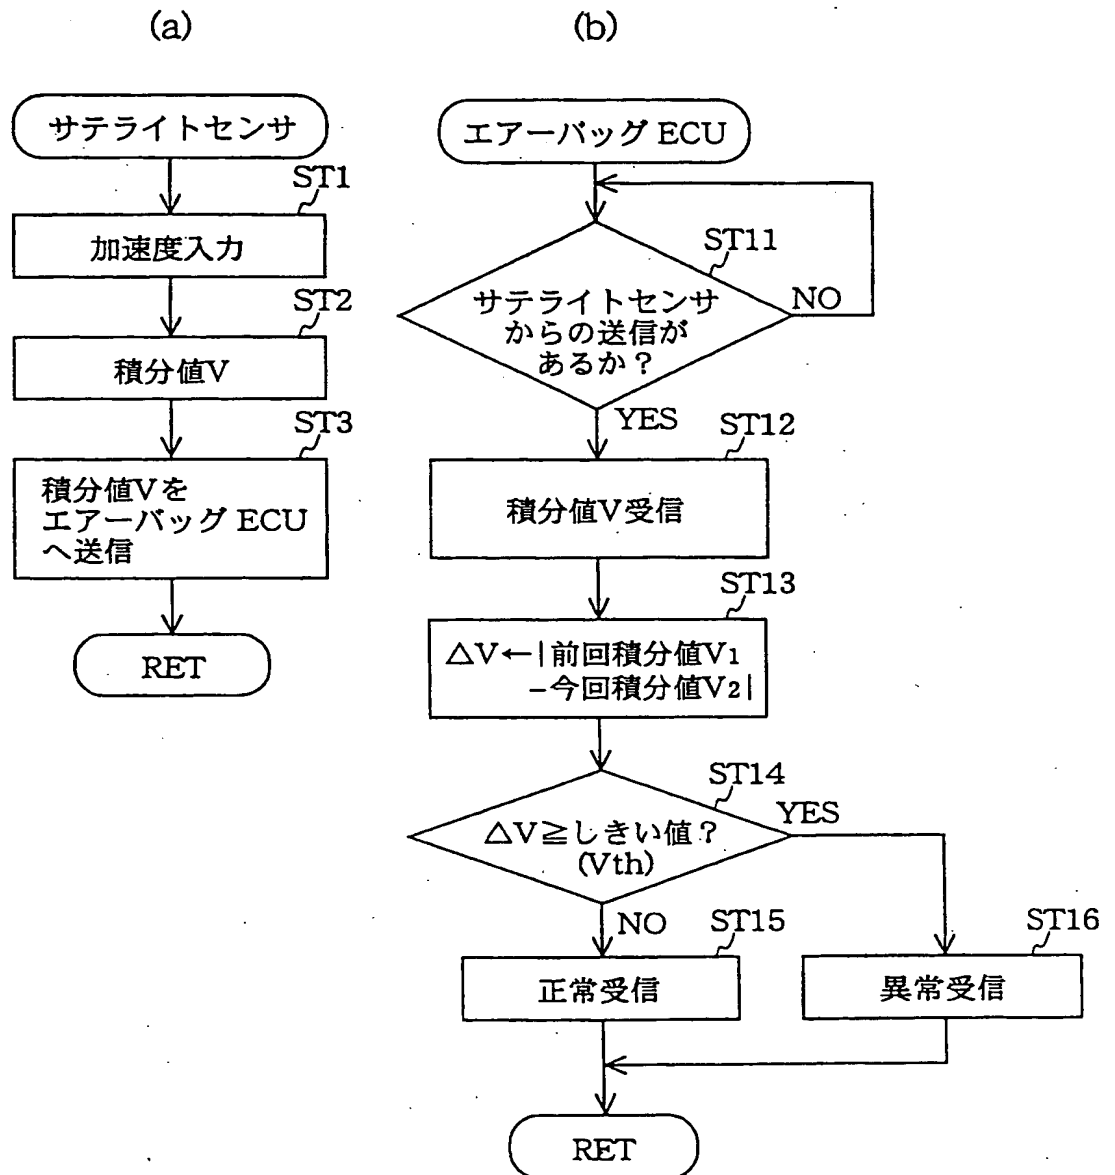 (a)
サテライトセンサ
ST1
加速度入力
ST2
積分値V
ST3
積分値Vを
エアーバッグ ECU
へ送信
RET
(b)
エアーバッグ ECU
ST11
サテライトセンサ
からの送信が
あるか?
NO
YES
ST12
積分値V受信
ST13
△V←|前回積分値V1
-今回積分値V2|
ST14
△V≧しきい値?
(Vth)
YES
NO
ST15
正常受信
ST16
異常受信
RET